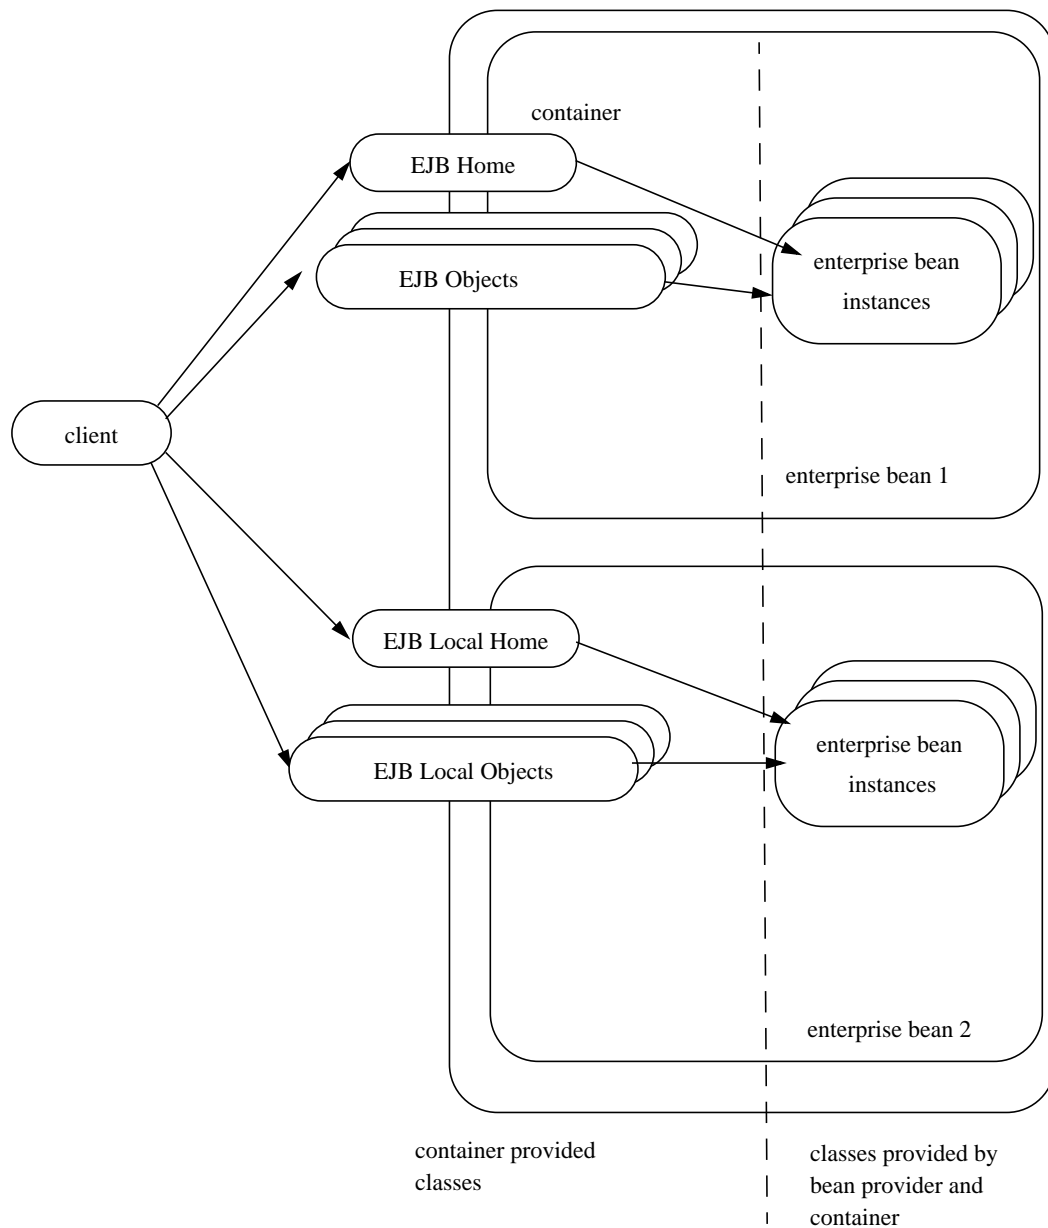 container
EJB Home
EJB Objects
enterprise bean
instances
client
enterprise bean 1
EJB Local Home
EJB Local Objects
enterprise bean
instances
enterprise bean 2
container provided
classes
classes provided by
bean provider and
container